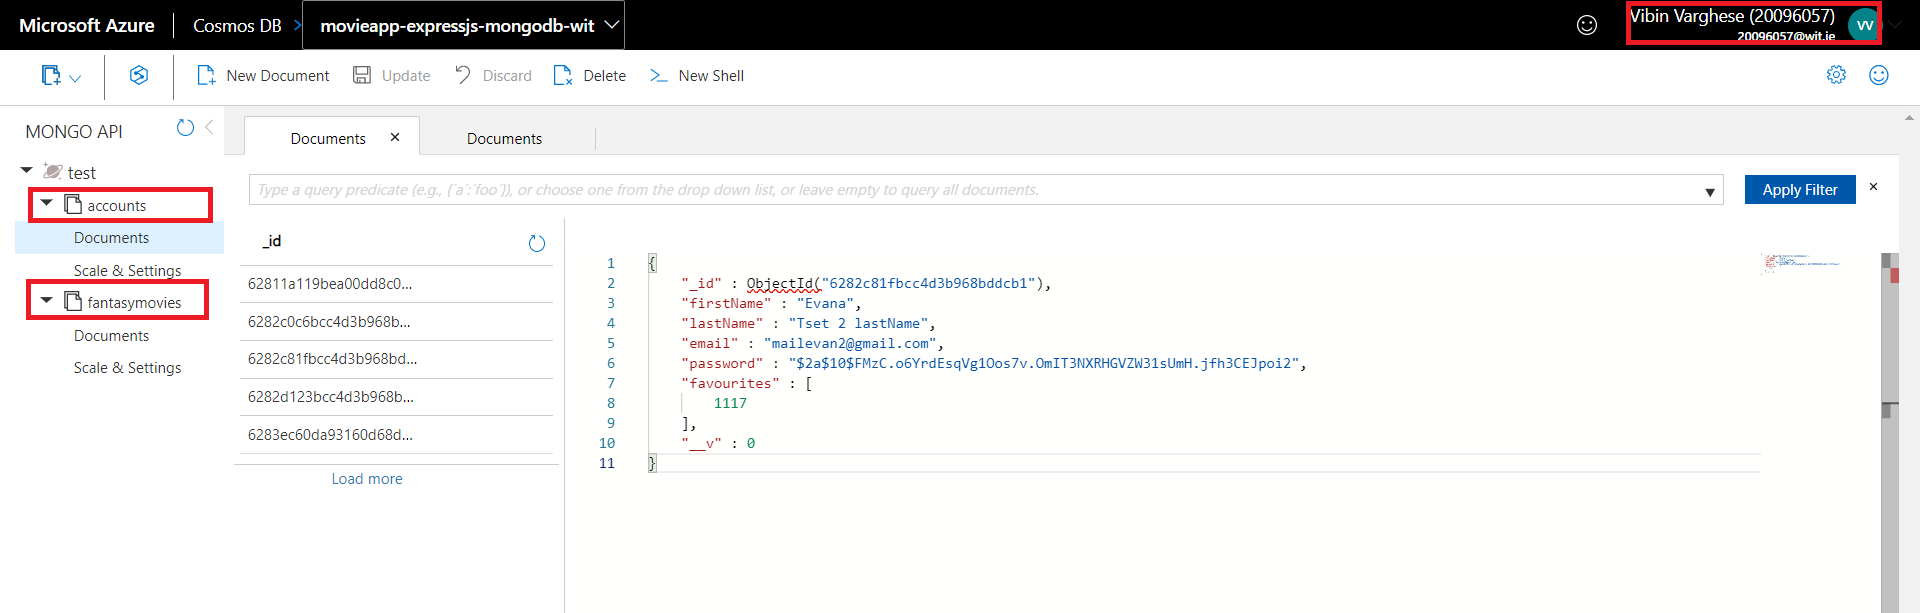 Microsoft Azure Cosmos DB movieapp-expressjs-mongodb-wit
Vibin Varghese (20096057)
20096057@wit.ie
VV
New Document Update Discard Delete New Shell
MONGO API
test
accounts
Documents
Scale & Settings
fantasymovies
Documents
Scale & Settings
Documents Documents
Type a query predicate (e.g., {´a´:´foo´}), or choose one from the drop down list, or leave empty to query all documents.
Apply Filter
_id
62811a119bea00dd8c0...
6282c0c6bcc4d3b968b...
6282c81fbcc4d3b968bd...
6282d123bcc4d3b968b...
6283ec60da93160d68d...
Load more
1 {
2 "_id" : ObjectId("6282c81fbcc4d3b968bddcb1"),
3 "firstName" : "Evana",
4 "lastName" : "Tset 2 lastName",
5 "email" : "mailevan2@gmail.com",
6 "password" : "$2a$10$FMzC.o6YrdEsqVg1Oos7v.OmIT3NXRHGVZW31sUmH.jfh3CEJpoi2",
7 "favourites" : [
8 1117
9 ],
10 "__v" : 0
11 }